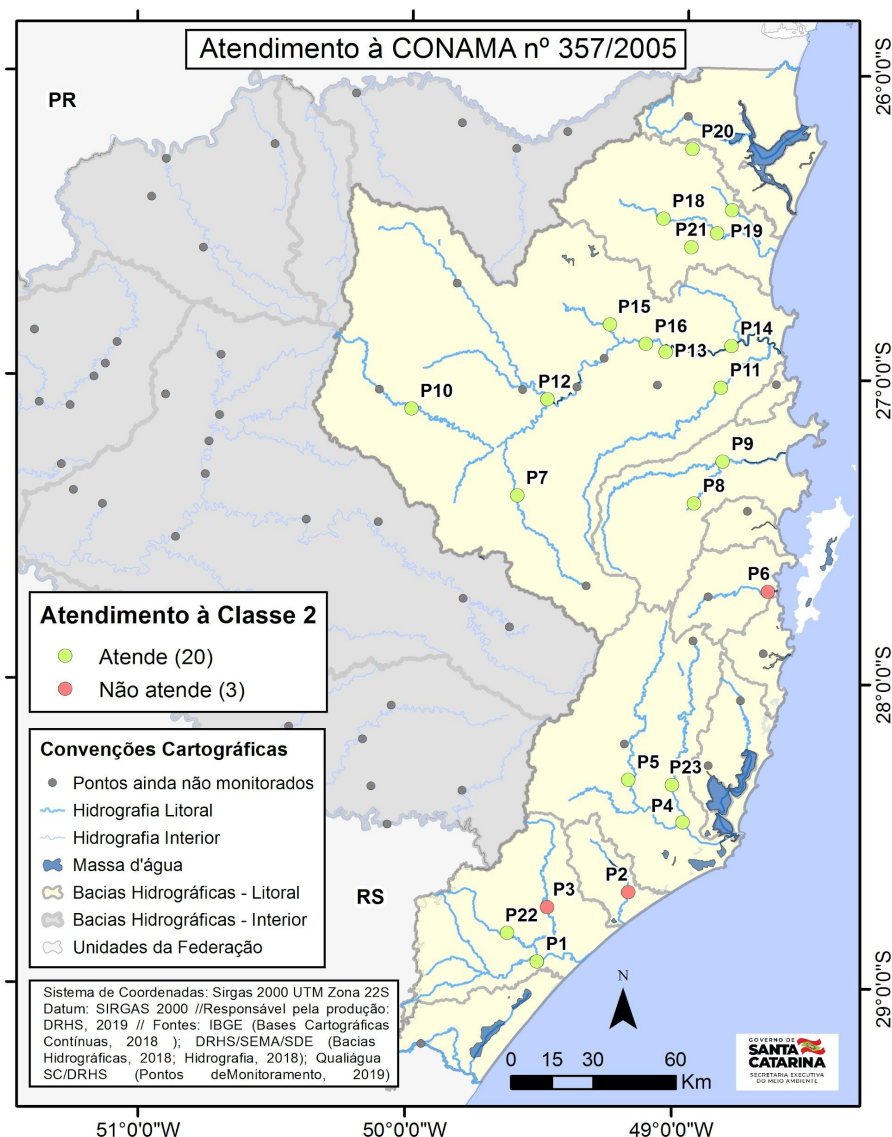 Atendimento à CONAMA nº 357/2005
PR
26°0'0"S
P20
P18
P21
P19
P15
P16
P13
P14
27°0'0"S
P11
P10
P12
P9
P7
P8
P6
Atendimento à Classe 2
Atende (20)
Não atende (3)
28°0'0"S
Convenções Cartográficas
Pontos ainda não monitorados
Hidrografia Litoral
Hidrografia Interior
Massa d'água
Bacias Hidrográficas - Litoral
Bacias Hidrográficas - Interior
Unidades da Federação
P5
P23
P4
RS
P3
P2
P22
P1
29°0'0"S
Sistema de Coordenadas: Sirgas 2000 UTM Zona 22S
Datum: SIRGAS 2000 //Responsável pela produção:
DRHS, 2019 // Fontes: IBGE (Bases Cartográficas
Contínuas, 2018 ); DRHS/SEMA/SDE (Bacias
Hidrográficas, 2018; Hidrografia, 2018); Qualiágua
SC/DRHS (Pontos deMonitoramento, 2019)
N
0 15 30 60
Km
GOVERNO DE
SANTA
CATARINA
SECRETARIA EXECUTIVA
DO MEIO AMBIENTE
51°0'0"W 50°0'0"W 49°0'0"W